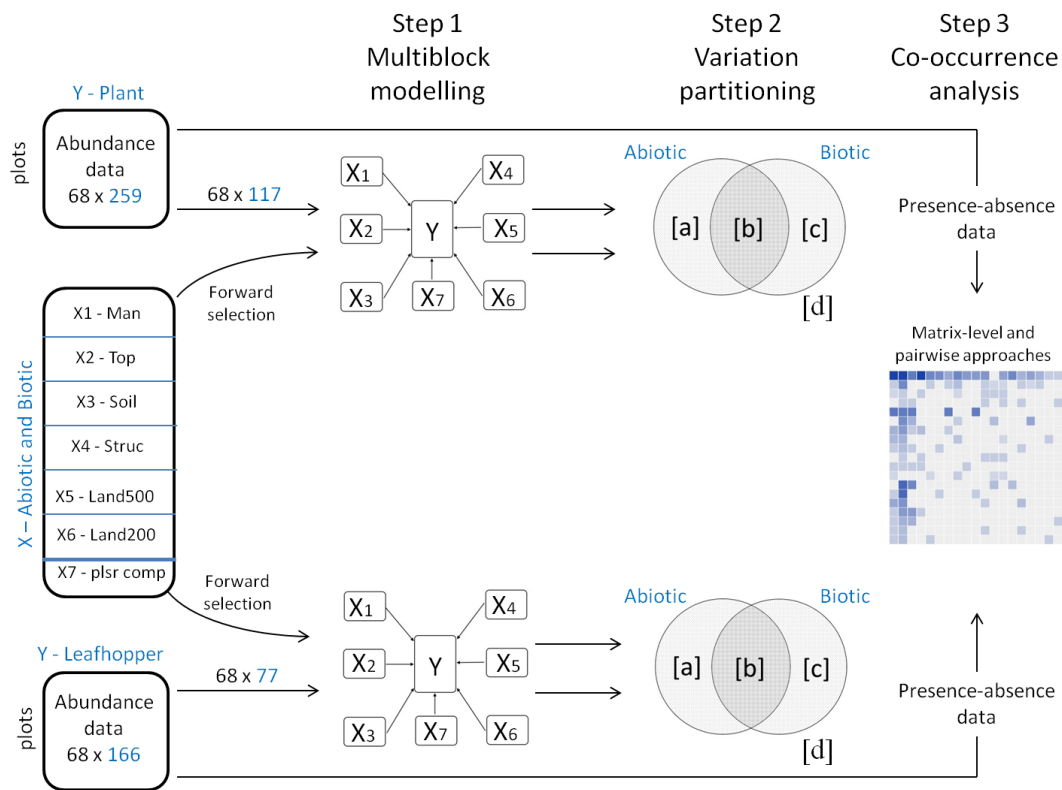 Step 1
Multiblock
modelling
Step 2
Variation
partitioning
Step 3
Co-occurrence
analysis
Y - Plant
plots
Abundance
data
68 x 259
68 x 117
X1
X2
X3
X4
X5
X6
X7
Y
Abiotic
Biotic
[a]
[b]
[c]
[d]
Presence-absence
data
Forward
selection
X – Abiotic and Biotic
X1 - Man
X2 - Top
X3 - Soil
X4 - Struc
X5 - Land500
X6 - Land200
X7 - plsr comp
Matrix-level and
pairwise approaches
Forward
selection
Y - Leafhopper
plots
Abundance
data
68 x 166
68 x 77
X1
X2
X3
X4
X5
X6
X7
Y
Abiotic
Biotic
[a]
[b]
[c]
[d]
Presence-absence
data